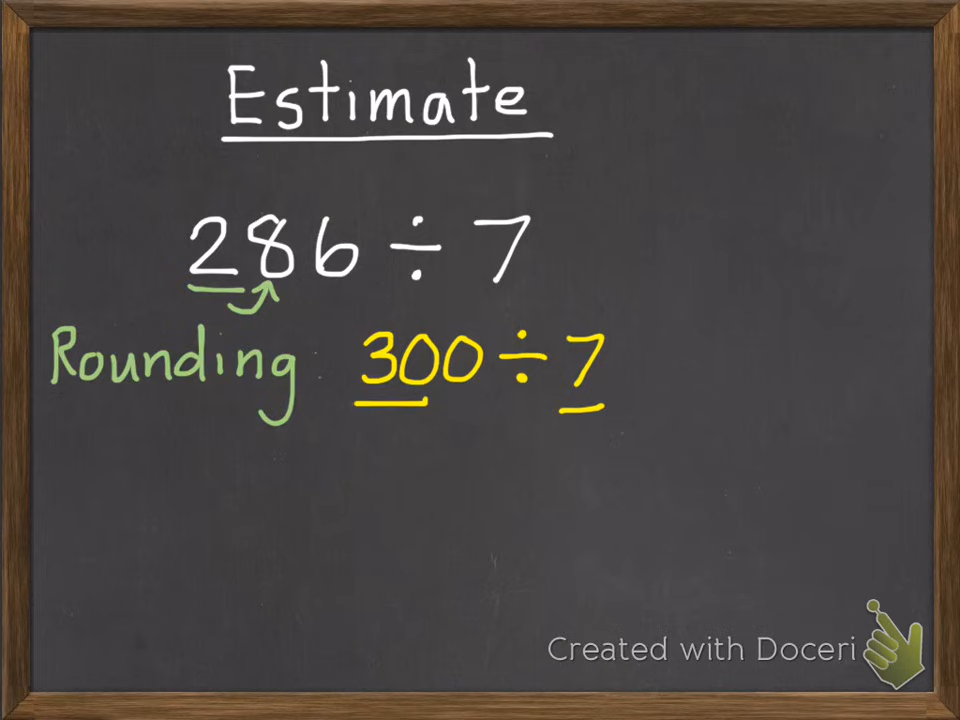 Estimate
286 ÷ 7
Rounding 300 ÷ 7
Created with Doceri